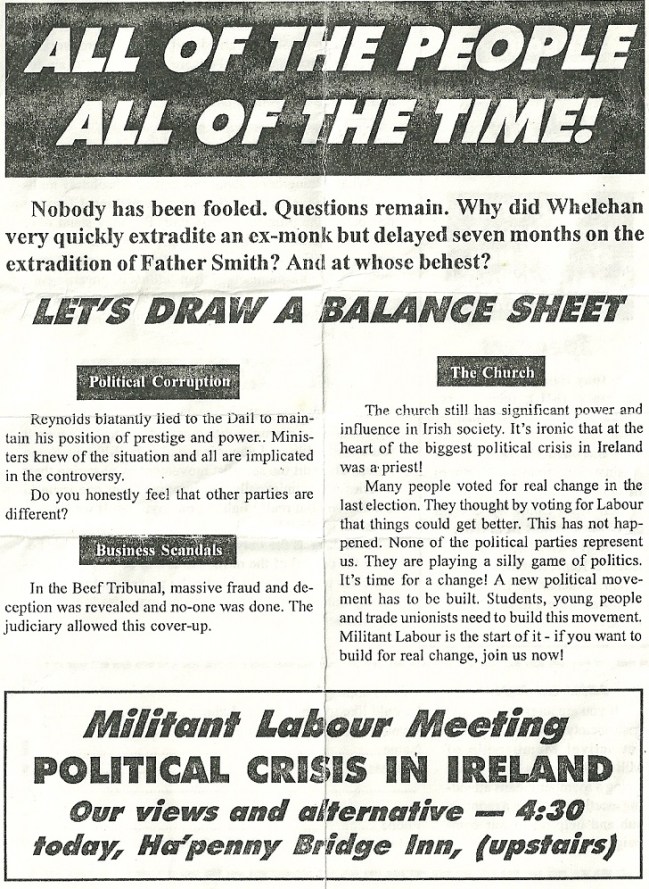 ALL OF THE PEOPLE
ALL OF THE TIME!
Nobody has been fooled. Questions remain. Why did Whelehan
very quickly extradite an ex-monk but delayed seven months on the
extradition of Father Smith? And at whose behest?
LET'S DRAW A BALANCE SHEET
Political Corruption
Reynolds blatantly lied to the Dail to main-
tain his position of prestige and power.. Minis-
ters knew of the situation and all are implicated
in the controversy.
Do you honestly feel that other parties are
different?
Business Scandals
In the Beef Tribunal, massive fraud and de-
ception was revealed and no-one was done. The
judiciary allowed this cover-up.
The Church
The church still has significant power and
influence in Irish society. It's ironic that at the
heart of the biggest political crisis in Ireland
was a priest!
Many people voted for real change in the
last election. They thought by voting for Labour
that things could get better. This has not hap-
pened. None of the political parties represent
us. They are playing a silly game of politics.
It's time for a change! A new political move-
ment has to be built. Students, young people
and trade unionists need to build this movement.
Militant Labour is the start of it - if you want to
build for real change, join us now!
Militant Labour Meeting
POLITICAL CRISIS IN IRELAND
Our views and alternative — 4:30
today, Ha'penny Bridge Inn, (upstairs)